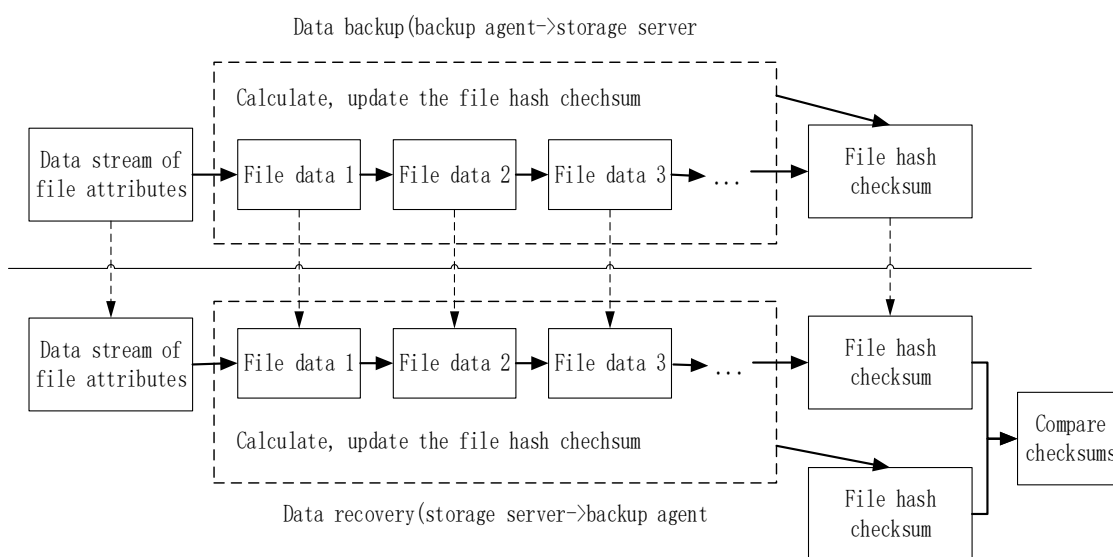 Data backup(backup agent->storage server
Calculate, update the file hash chechsum
Data stream of
file attributes
File data 1
File data 2
File data 3
...
File hash
checksum
Data stream of
file attributes
File data 1
File data 2
File data 3
...
File hash
checksum
Compare
checksums
Calculate, update the file hash chechsum
File hash
checksum
Data recovery(storage server->backup agent